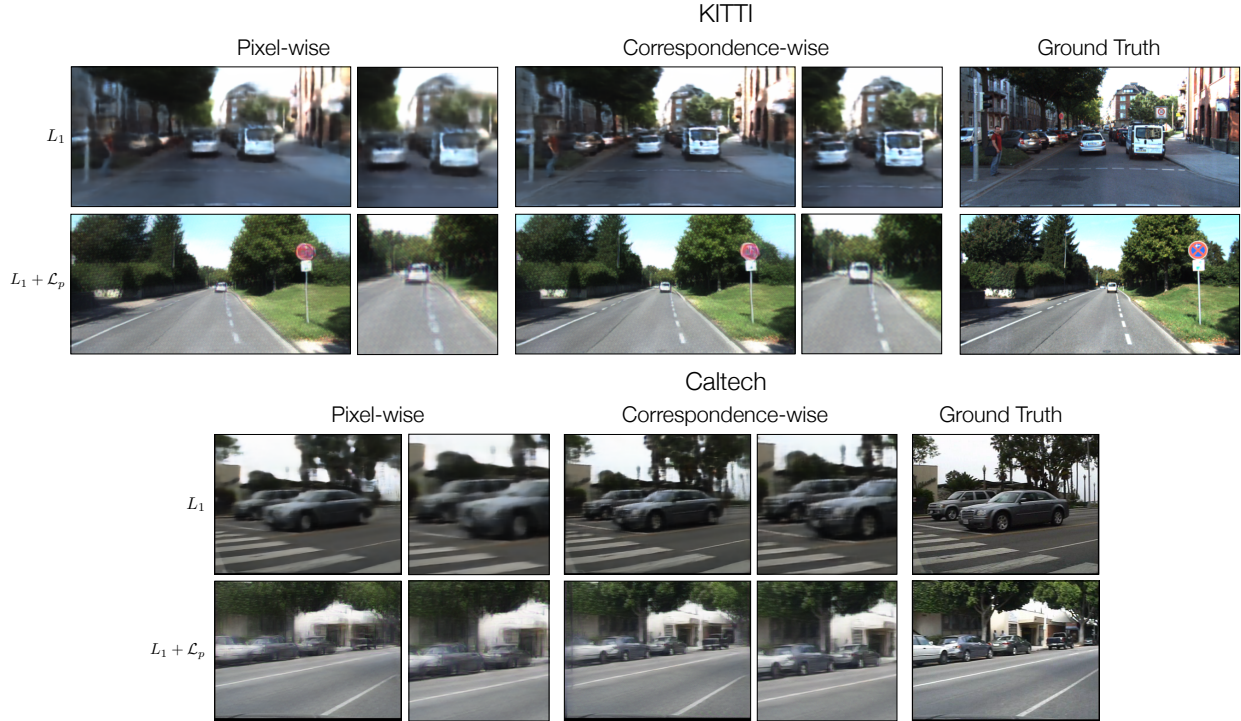 KITTI
Pixel-wise Correspondence-wise Ground Truth
L₁
L₁ + 𝓛ₚ
Caltech
Pixel-wise Correspondence-wise Ground Truth
L₁
L₁ + 𝓛ₚ